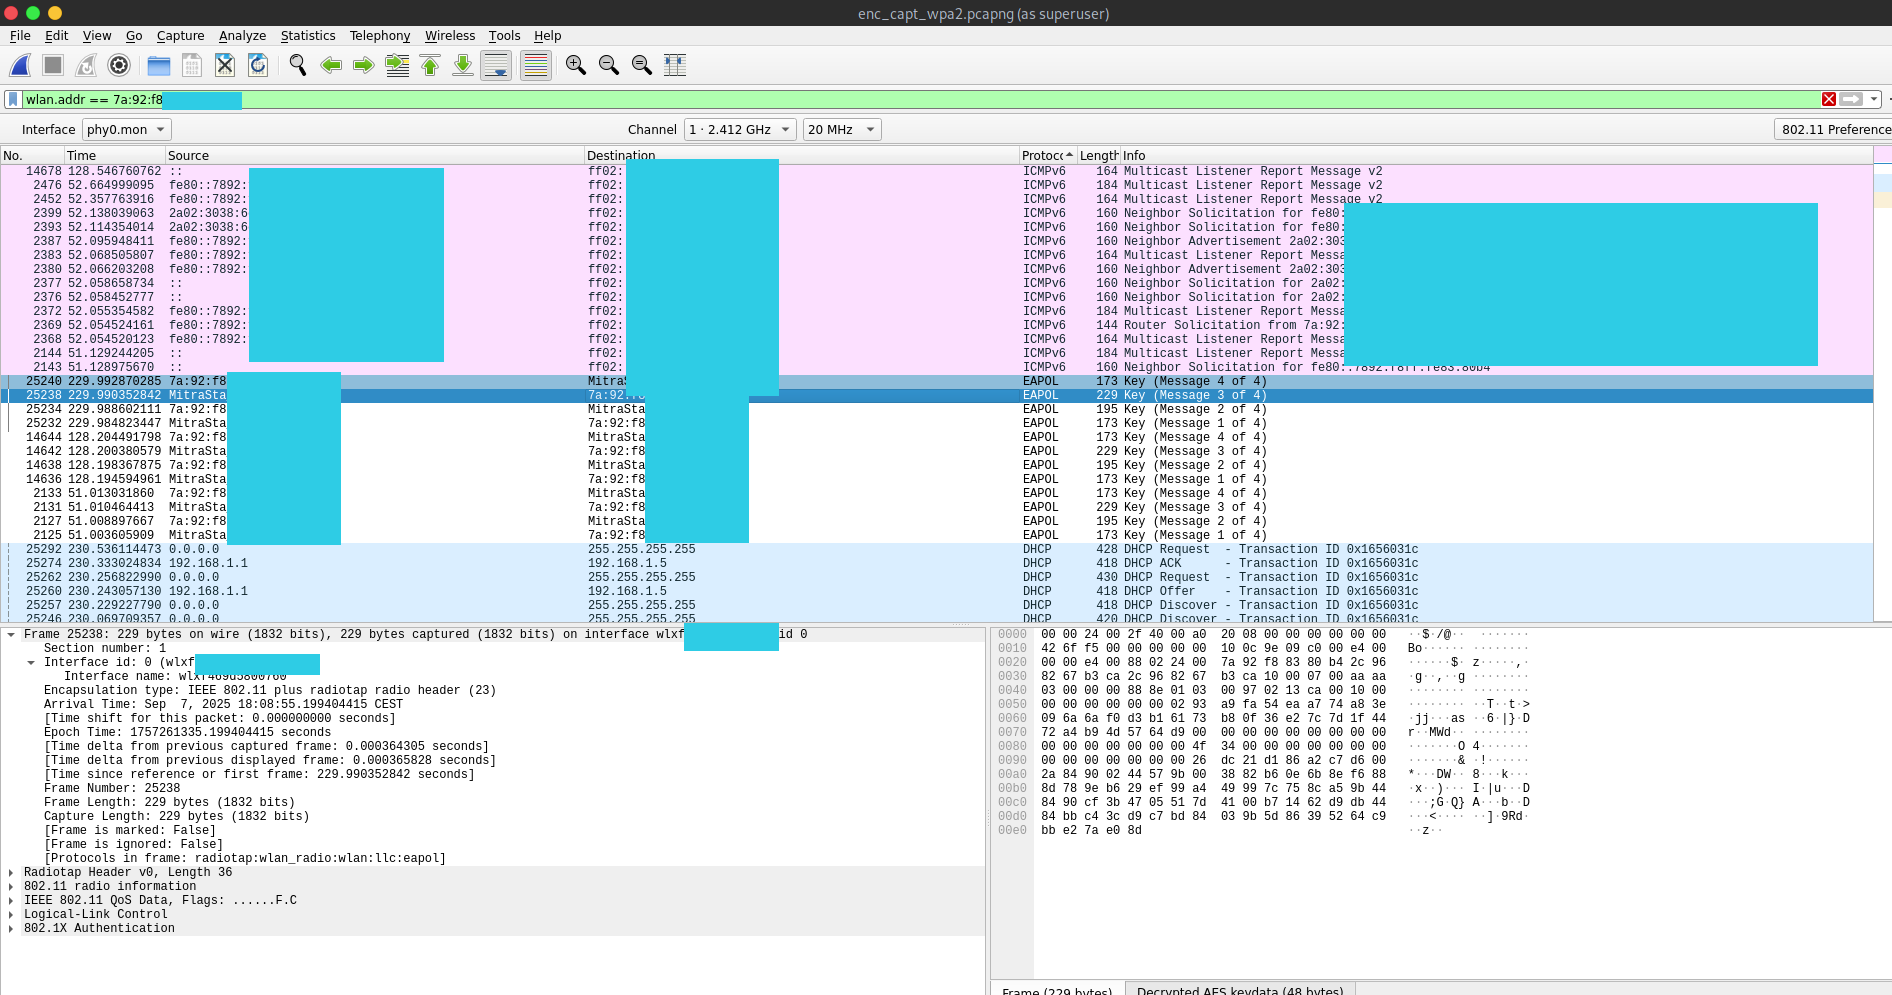 enc_capt_wpa2.pcapng (as superuser)
File Edit View Go Capture Analyze Statistics Telephony Wireless Tools Help
wlan.addr == 7a:92:f8
Interface phy0.mon Channel 1 · 2.412 GHz 20 MHz 802.11 Preference
No. Time Source Destination Protoc Length Info
14678 128.546760762 :: ff02: ICMPv6 164 Multicast Listener Report Message v2
2476 52.664999095 fe80::7892: ff02: ICMPv6 184 Multicast Listener Report Message v2
2452 52.357763916 fe80::7892: ff02: ICMPv6 164 Multicast Listener Report Message v2
2399 52.138039063 2a02:3038:6 ff02: ICMPv6 160 Neighbor Solicitation for fe80:
2393 52.114354014 2a02:3038:6 ff02: ICMPv6 160 Neighbor Solicitation for fe80:
2387 52.095948411 fe80::7892: ff02: ICMPv6 160 Neighbor Advertisement 2a02:303
2383 52.068505807 fe80::7892: ff02: ICMPv6 164 Multicast Listener Report Messa
2380 52.066203208 fe80::7892: ff02: ICMPv6 160 Neighbor Advertisement 2a02:303
2377 52.058658734 :: ff02: ICMPv6 160 Neighbor Solicitation for 2a02:
2376 52.058452777 :: ff02: ICMPv6 160 Neighbor Solicitation for 2a02:
2372 52.055354582 fe80::7892: ff02: ICMPv6 184 Multicast Listener Report Messa
2369 52.054524161 fe80::7892: ff02: ICMPv6 144 Router Solicitation from 7a:92:
2368 52.054520123 fe80::7892: ff02: ICMPv6 164 Multicast Listener Report Messa
2144 51.129244205 :: ff02: ICMPv6 184 Multicast Listener Report Messa
2143 51.128975670 :: ff02: ICMPv6 160 Neighbor Solicitation for
25240 229.992870285 7a:92:f8 MitraS EAPOL 173 Key (Message 4 of 4)
25238 229.990352842 MitraSta 7a:92:f8 EAPOL 229 Key (Message 3 of 4)
25234 229.988602111 7a:92:f8 MitraSta EAPOL 195 Key (Message 2 of 4)
25232 229.984823447 MitraSta 7a:92:f8 EAPOL 173 Key (Message 1 of 4)
14644 128.204491798 7a:92:f8 MitraSta EAPOL 173 Key (Message 4 of 4)
14642 128.200380579 MitraSta 7a:92:f8 EAPOL 229 Key (Message 3 of 4)
14638 128.198367875 7a:92:f8 MitraSta EAPOL 195 Key (Message 2 of 4)
14636 128.194594961 MitraSta 7a:92:f8 EAPOL 173 Key (Message 1 of 4)
2133 51.013031860 7a:92:f8 MitraSta EAPOL 173 Key (Message 4 of 4)
2131 51.010464413 MitraSta 7a:92:f8 EAPOL 229 Key (Message 3 of 4)
2127 51.008897667 7a:92:f8 MitraSta EAPOL 195 Key (Message 2 of 4)
2125 51.003605909 MitraSta 7a:92:f8 EAPOL 173 Key (Message 1 of 4)
25292 230.536114473 0.0.0.0 255.255.255.255 DHCP 428 DHCP Request - Transaction ID 0x1656031c
25274 230.333024834 192.168.1.1 192.168.1.5 DHCP 418 DHCP ACK - Transaction ID 0x1656031c
25262 230.256822990 0.0.0.0 255.255.255.255 DHCP 430 DHCP Request - Transaction ID 0x1656031c
25260 230.243057130 192.168.1.1 192.168.1.5 DHCP 418 DHCP Offer - Transaction ID 0x1656031c
25257 230.229227790 0.0.0.0 255.255.255.255 DHCP 418 DHCP Discover - Transaction ID 0x1656031c
25246 230.069709357 0.0.0.0 255.255.255.255 DHCP 420 DHCP Discover - Transaction ID 0x1656031c
Frame 25238: 229 bytes on wire (1832 bits), 229 bytes captured (1832 bits) on interface wlxf id 0
Section number: 1
Interface id: 0 (wlxf
Interface name:
Encapsulation type: IEEE 802.11 plus radiotap radio header (23)
Arrival Time: Sep 7, 2025 18:08:55.199404415 CEST
[Time shift for this packet: 0.000000000 seconds]
Epoch Time: 1757261335.199404415 seconds
[Time delta from previous captured frame: 0.000364305 seconds]
[Time delta from previous displayed frame: 0.000365828 seconds]
[Time since reference or first frame: 229.990352842 seconds]
Frame Number: 25238
Frame Length: 229 bytes (1832 bits)
Capture Length: 229 bytes (1832 bits)
[Frame is marked: False]
[Frame is ignored: False]
[Protocols in frame: radiotap:wlan_radio:wlan:llc:eapol]
Radiotap Header v0, Length 36
802.11 radio information
IEEE 802.11 QoS Data, Flags: ......F.C
Logical-Link Control
802.1X Authentication
0000 00 00 24 00 2f 40 00 a0 20 08 00 00 00 00 00 00 ··$·/@·· ·······
0010 42 6f f5 00 00 00 00 00 10 0c 9e 09 c0 00 e4 00 Bo······ ········
0020 00 00 e4 00 88 02 24 00 7a 92 f8 83 80 b4 2c 96 ······$· z·····,·
0030 82 67 b3 ca 2c 96 82 67 b3 ca 10 00 07 00 aa aa ·g··,··g ········
0040 03 00 00 00 88 8e 01 03 00 97 02 13 ca 00 10 00 ········ ········
0050 00 00 00 00 00 00 02 93 a9 fa 54 ea a7 74 a8 3e ········ ··T··t·>
0060 09 6a 6a f0 d3 b1 61 73 b8 0f 36 e2 7c 7d 1f 44 ·jj···as ··6·|}·D
0070 72 a4 b9 4d 57 64 d9 00 00 00 00 00 00 00 00 00 r··MWd·· ········
0080 00 00 00 00 00 00 00 4f 34 00 00 00 00 00 00 00 ·······O 4·······
0090 00 00 00 00 00 00 00 26 dc 21 d1 86 a2 c7 d6 00 ·······& ·!······
00a0 2a 84 90 02 44 57 9b 00 38 82 b6 0e 6b 8e f6 88 *···DW·· 8···k···
00b0 8d 78 9e b6 29 ef 99 a4 49 99 7c 75 8c a5 9b 44 ·x··)··· I·|u···D
00c0 84 90 cf 3b 47 05 51 7d 41 00 b7 14 62 d9 db 44 ···;G·Q} A···b··D
00d0 84 bb c4 3c d9 c7 bd 84 03 9b 5d 86 39 52 64 c9 ···<···· ··]·9Rd·
00e0 bb e2 7a e0 8d ··z··
Frame (229 bytes) Decrypted AES keydata (48 bytes)